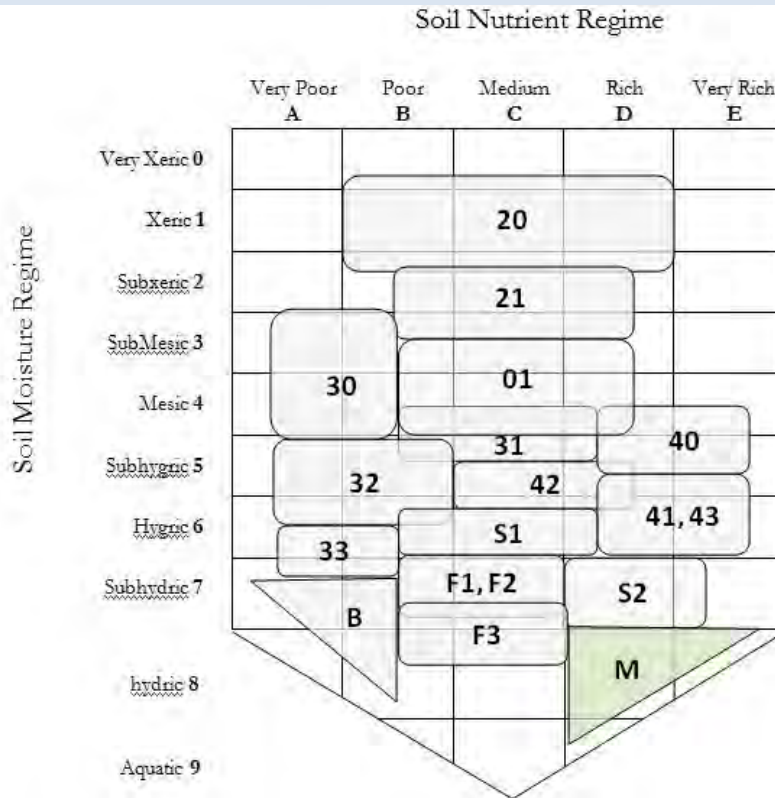 Soil Nutrient Regime
Very Poor Poor Medium Rich Very Rich
A B C D E
Soil Moisture Regime
Very Xeric 0
Xeric 1
20
Subxeric 2
21
SubMesic 3
30
01
Mesic 4
31
40
Subhygric 5
32
42
41, 43
Hygric 6
S1
33
Subhydric 7
F1, F2
S2
B
F3
M
hydric 8
Aquatic 9